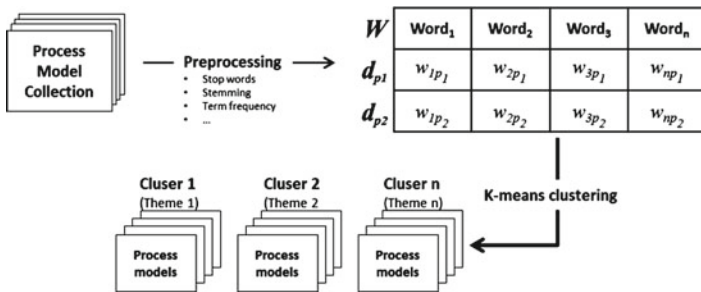 Process
Model
Collection
Preprocessing
• Stop words
• Stemming
• Term frequency
• ...
W Word1 Word2 Word3 Wordn
dp1 w1p1 w2p1 w3p1 wnp1
dp2 w1p2 w2p2 w3p2 wnp2
K-means clustering
Cluser 1 Cluser 2 Cluser n
(Theme 1) (Theme 2 (Theme n)
Process Process Process
models models models